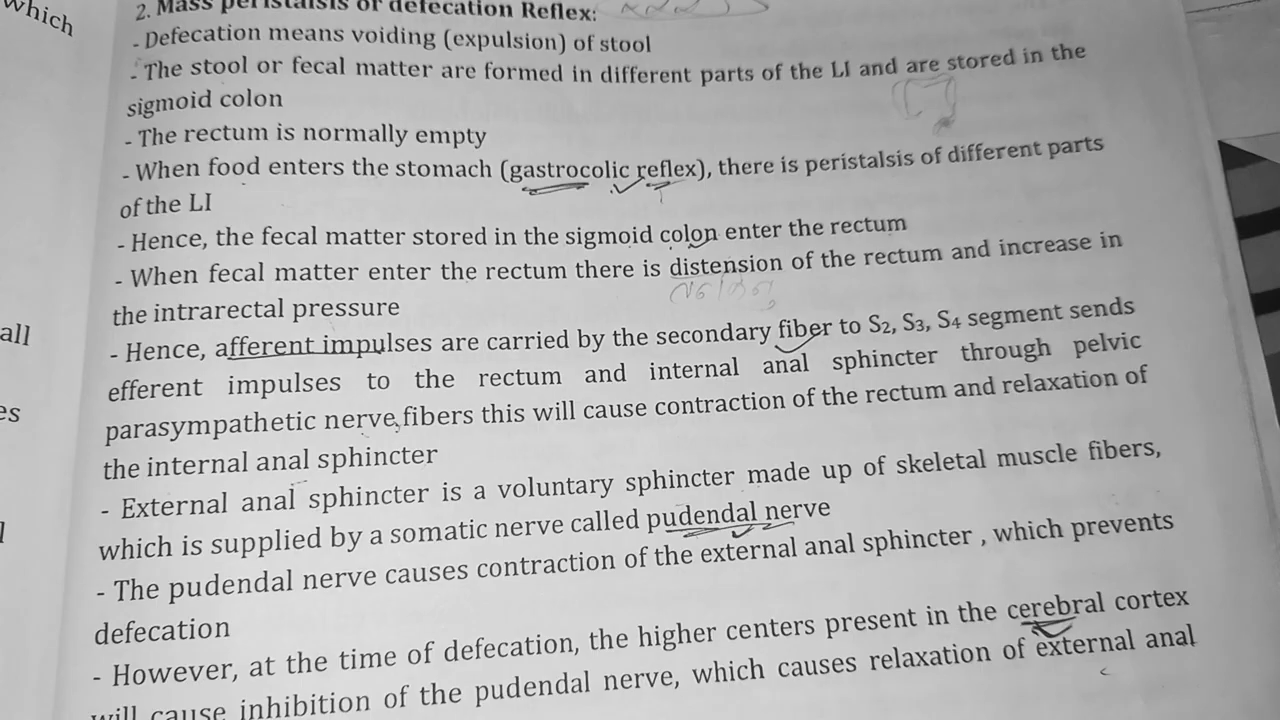 which
2. Mass peristalsis or defecation Reflex:
- Defecation means voiding (expulsion) of stool
- The stool or fecal matter are formed in different parts of the LI and are stored in the
sigmoid colon
- The rectum is normally empty
- When food enters the stomach (gastrocolic reflex), there is peristalsis of different parts
of the LI
- Hence, the fecal matter stored in the sigmoid colon enter the rectum
- When fecal matter enter the rectum there is distension of the rectum and increase in
the intrarectal pressure
all
- Hence, afferent impulses are carried by the secondary fiber to S2, S3, S4 segment sends
efferent impulses to the rectum and internal anal sphincter through pelvic
es
parasympathetic nerve fibers this will cause contraction of the rectum and relaxation of
the internal anal sphincter
- External anal sphincter is a voluntary sphincter made up of skeletal muscle fibers,
which is supplied by a somatic nerve called pudendal nerve
- The pudendal nerve causes contraction of the external anal sphincter , which prevents
defecation
- However, at the time of defecation, the higher centers present in the cerebral cortex
will cause inhibition of the pudendal nerve, which causes relaxation of external anal